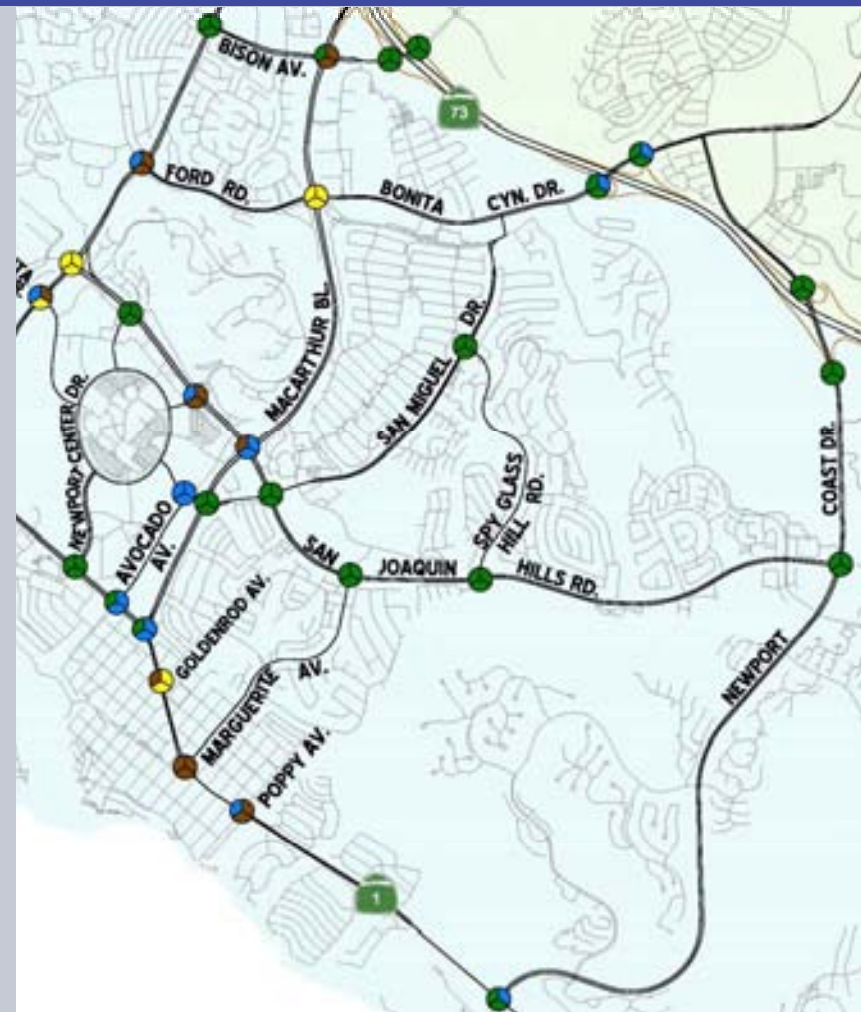 BISON AV.
73
FORD RD.
BONITA
CYN. DR.
MACARTHUR BL.
SAN MIGUEL
DR.
NEWPORT CENTER DR.
COAST DR.
AVOCADO
AV.
SPY GLASS
HILL
RD.
SAN
JOAQUIN
HILLS RD.
GOLDENROD AV.
MARGUERITE
AV.
NEWPORT
POPPY AV.
1